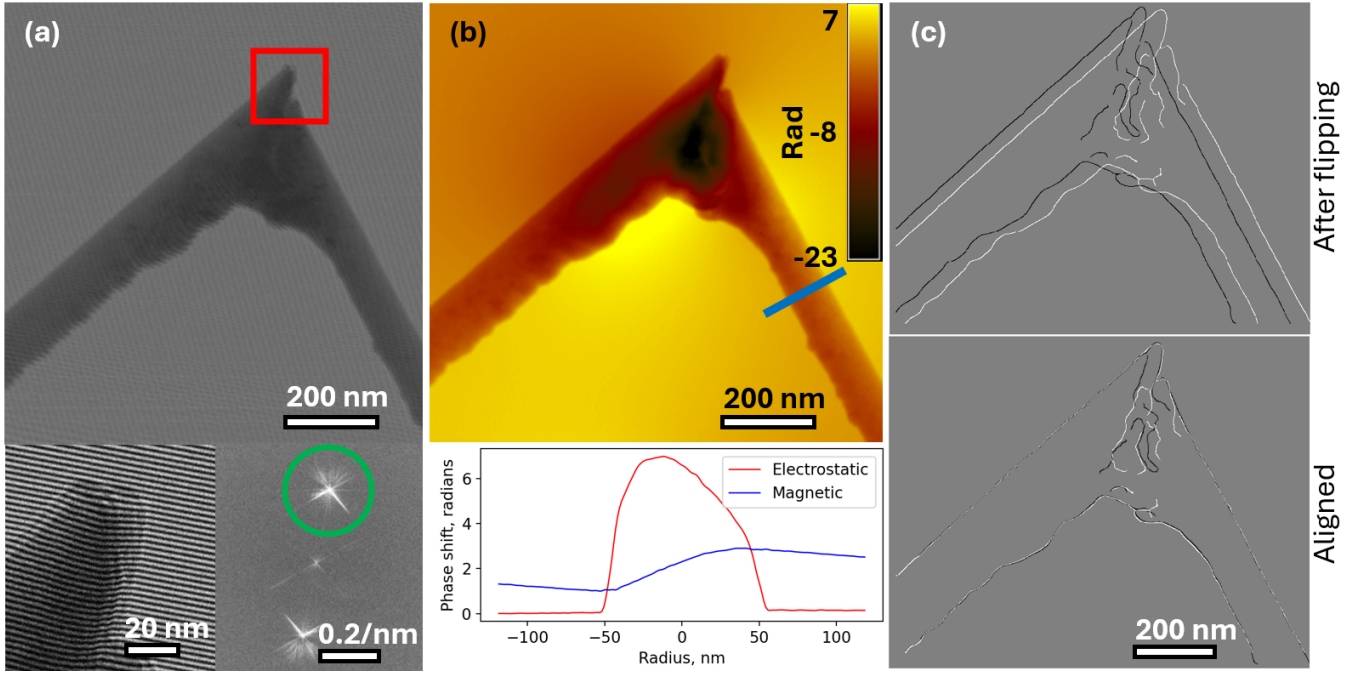 (a)
200 nm
20 nm
0.2/nm
(b)
7
Rad
-8
-23
200 nm
Electrostatic
Magnetic
Phase shift, radians
6
4
2
0
−100
−50
0
50
100
Radius, nm
(c)
After flipping
Aligned
200 nm